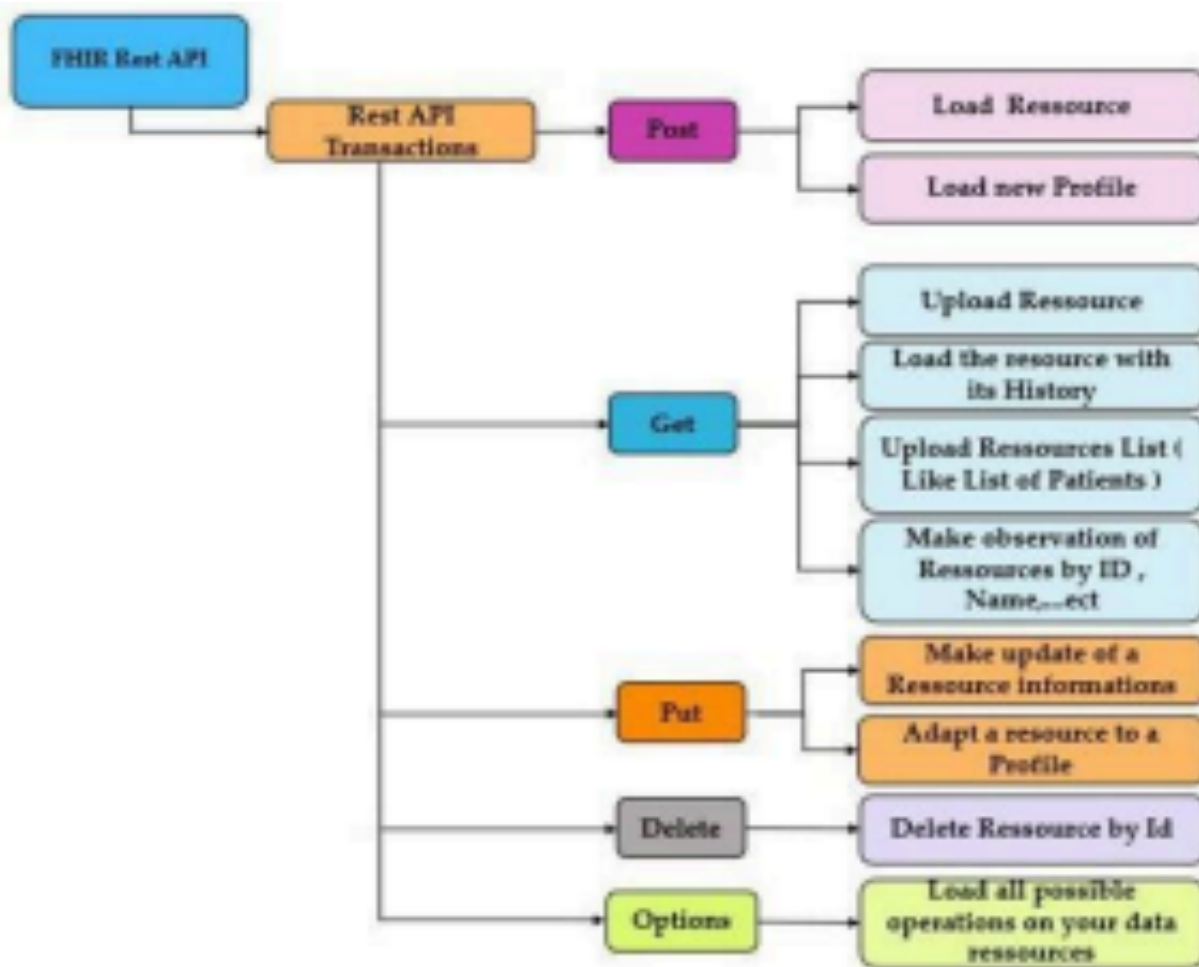 FHIR Rest API
Rest API
Transactions
Post
Load Ressource
Load new Profile
Get
Upload Ressource
Load the resource with
its History
Upload Ressources List (
Like List of Patients )
Make observation of
Ressources by ID ,
Name,...ect
Put
Make update of a
Ressource informations
Adapt a resource to a
Profile
Delete
Delete Ressource by Id
Options
Load all possible
operations on your data
ressources